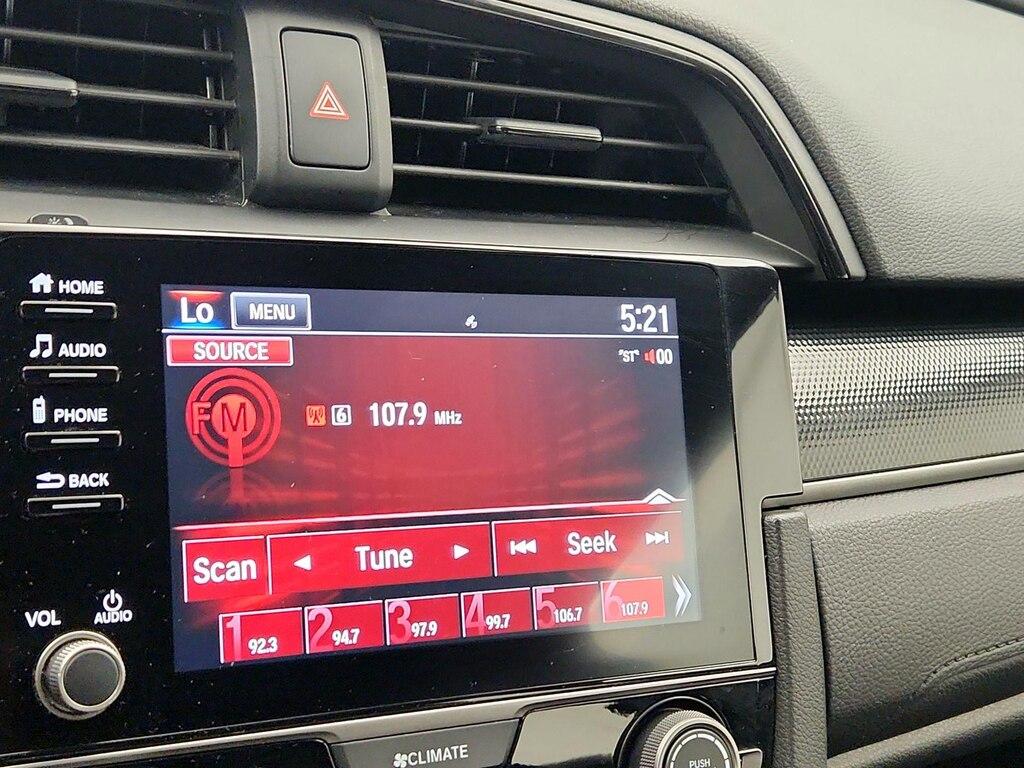 HOME
AUDIO
PHONE
BACK
VOL
AUDIO
Lo MENU 5:21
SOURCE "ST" 00
FM 6 107.9 MHz
Scan Tune Seek
1 92.3 2 94.7 3 97.9 4 99.7 5 106.7 6 107.9
CLIMATE
PUSH